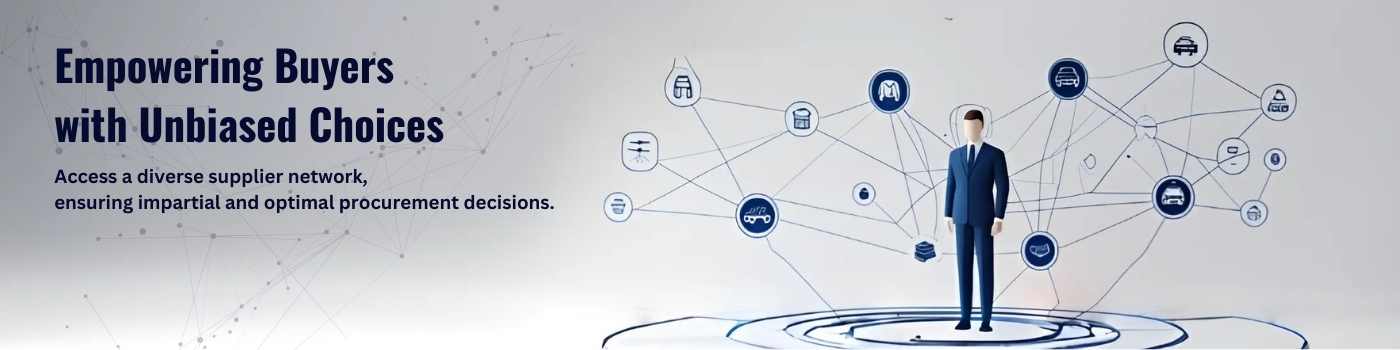 Empowering Buyers
with Unbiased Choices
Access a diverse supplier network,
ensuring impartial and optimal procurement decisions.